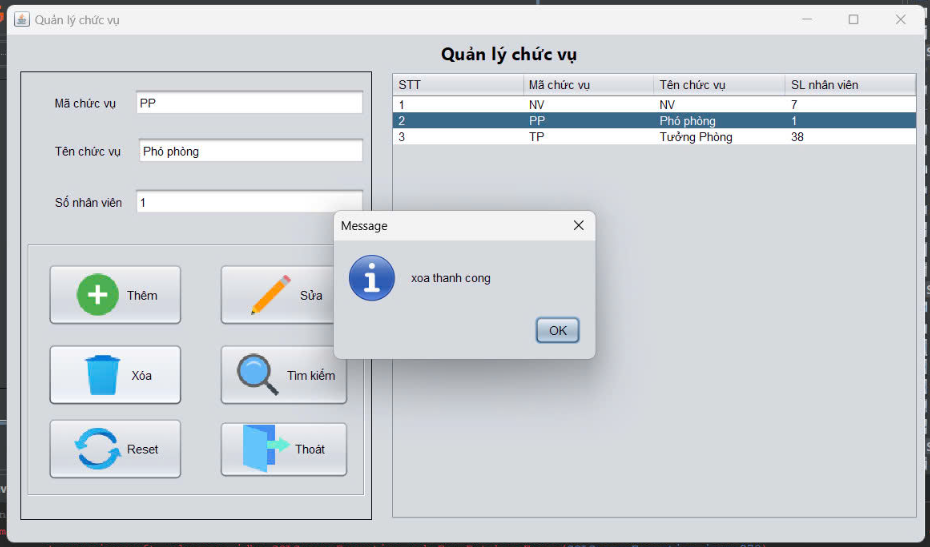 Quản lý chức vụ
Quản lý chức vụ
Mã chức vụ PP
Tên chức vụ Phó phòng
Số nhân viên 1
Thêm Sửa
Xóa Tìm kiếm
Reset Thoát
STT Mã chức vụ Tên chức vụ SL nhân viên
1 NV NV 7
2 PP Phó phòng 1
3 TP Tưởng Phòng 38
Message
xoa thanh cong
OK